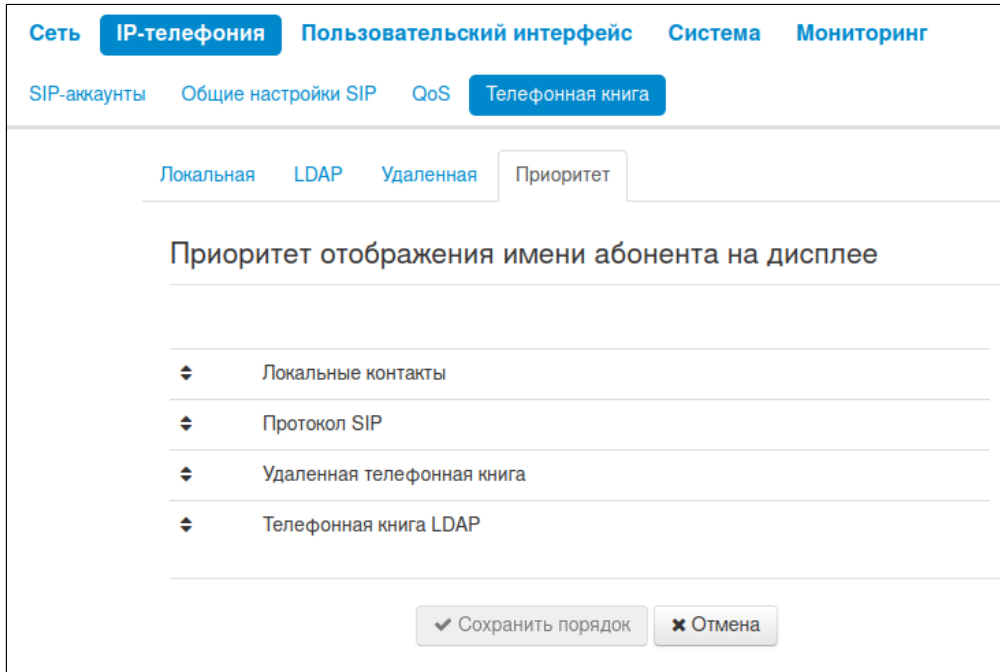 Сеть IP-телефония Пользовательский интерфейс Система Мониторинг
SIP-аккаунты Общие настройки SIP QoS Телефонная книга
Локальная LDAP Удаленная Приоритет
Приоритет отображения имени абонента на дисплее
Локальные контакты
Протокол SIP
Удаленная телефонная книга
Телефонная книга LDAP
Сохранить порядок Отмена